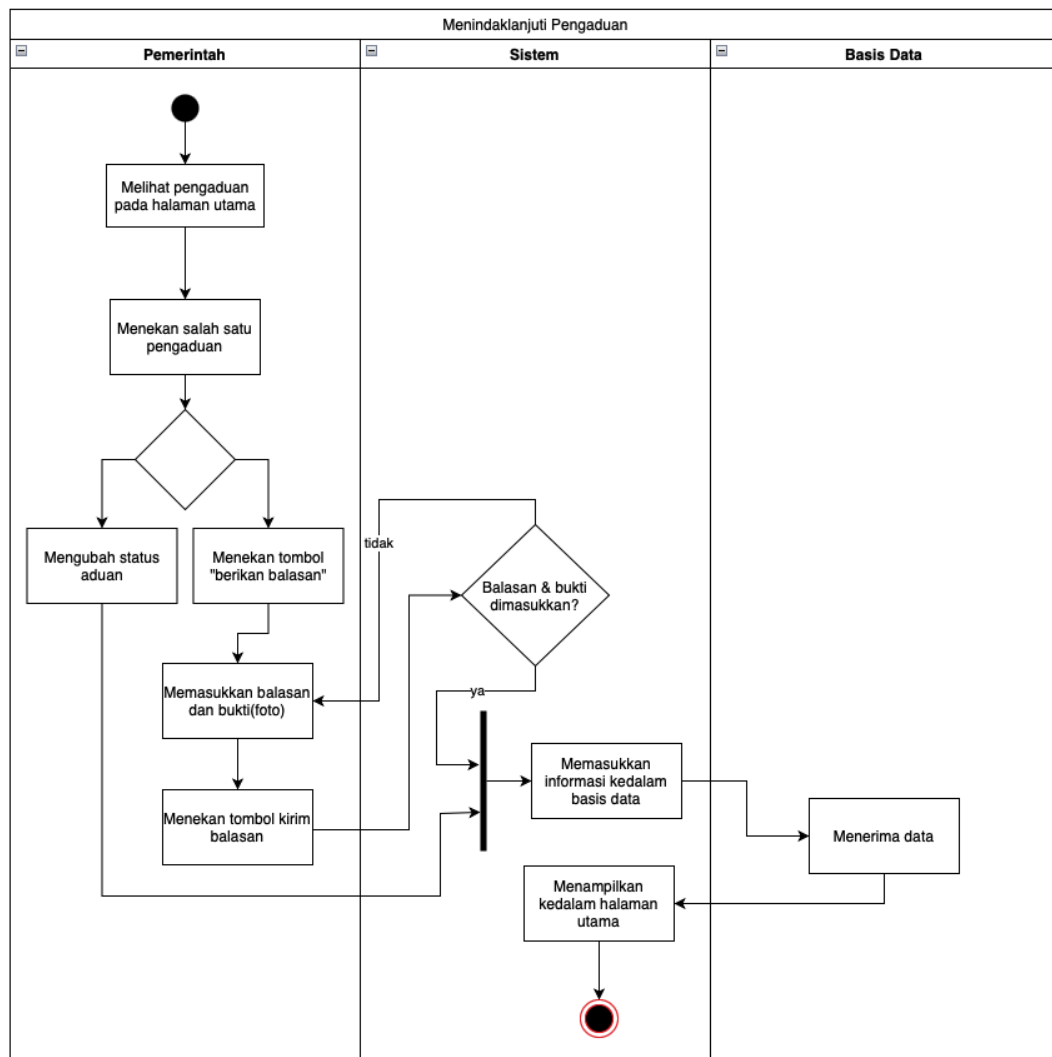 Menindaklanjuti Pengaduan
Pemerintah
Sistem
Basis Data
Melihat pengaduan
pada halaman utama
Menekan salah satu
pengaduan
Mengubah status
aduan
Menekan tombol
"berikan balasan"
tidak
Balasan & bukti
dimasukkan?
Memasukkan balasan
dan bukti(foto)
ya
Memasukkan
informasi kedalam
basis data
Menekan tombol kirim
balasan
Menerima data
Menampilkan
kedalam halaman
utama